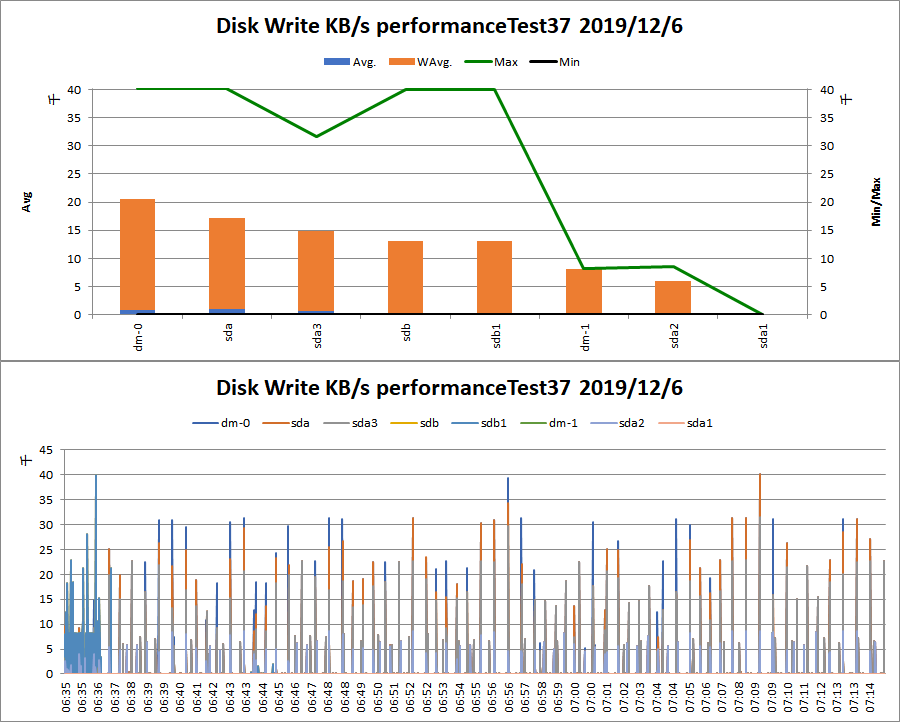 Disk Write KB/s performanceTest37 2019/12/6
Avg. WAvg. Max Min
千 千
40 40
35 35
30 30
25 25
20 20
15 15
10 10
5 5
0 0
Avg
Min/Max
dm-0 sda sda3 sdb sdb1 dm-1 sda2 sda1
Disk Write KB/s performanceTest37 2019/12/6
dm-0 sda sda3 sdb sdb1 dm-1 sda2 sda1
千
45
40
35
30
25
20
15
10
5
0
06:35 06:35 06:36 06:37 06:38 06:39 06:39 06:40 06:41 06:42 06:43 06:43 06:44 06:45 06:46 06:47 06:48 06:48 06:49 06:50 06:51 06:52 06:52 06:53 06:54 06:55 06:56 06:56 06:57 06:58 06:59 07:00 07:00 07:01 07:02 07:03 07:04 07:04 07:05 07:06 07:07 07:08 07:09 07:09 07:10 07:11 07:12 07:13 07:13 07:14